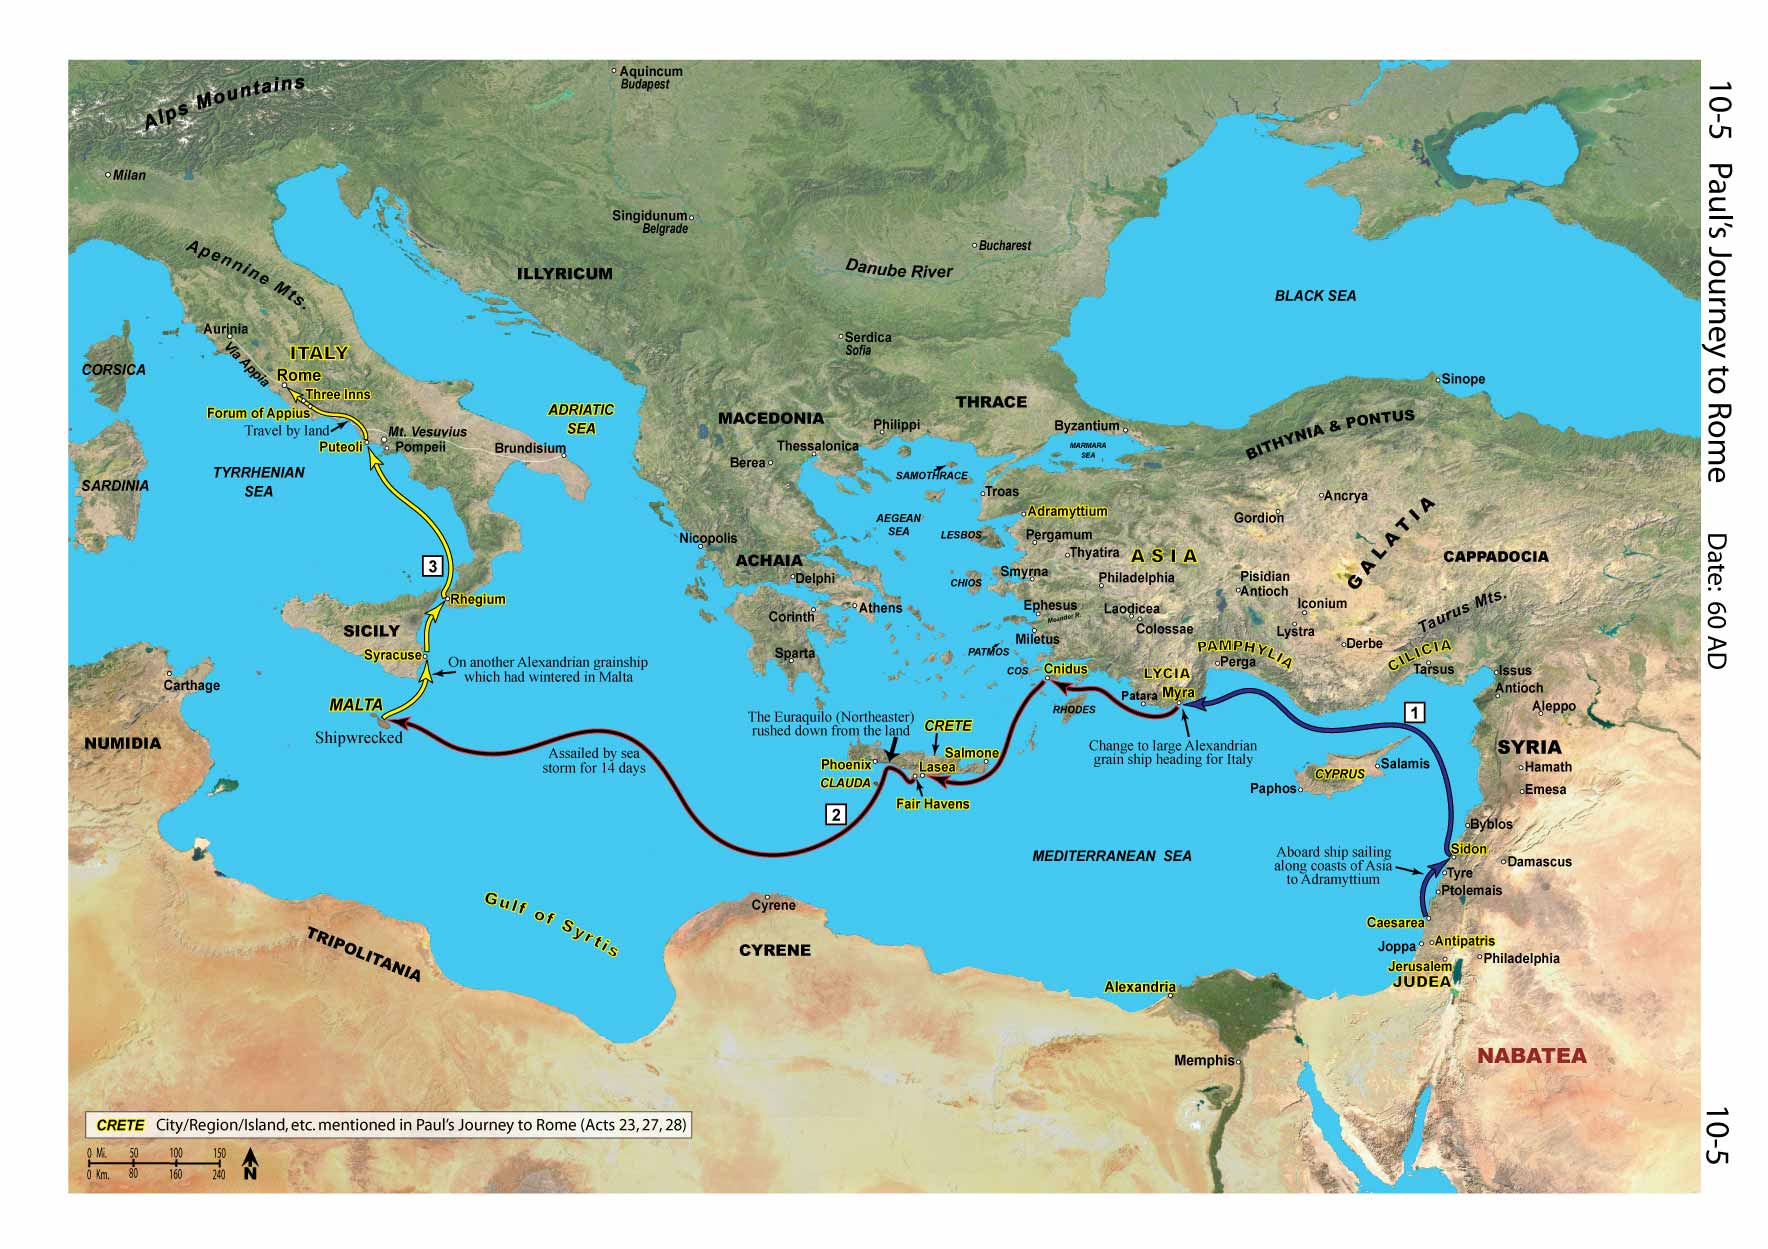 10-5 Paul's Journey to Rome Date: 60 AD
10-5
Alps Mountains
Aquincum
Budapest
Milan
Singidunum
Belgrade
Bucharest
Apennine Mts.
ILLYRICUM
Danube River
BLACK SEA
Aurinia
Via Appia
ITALY
Rome
Three Inns
Forum of Appius
Travel by land
Puteoli
Mt. Vesuvius
Pompeii
Brundisium
CORSICA
SARDINIA
TYRRHENIAN
SEA
ADRIATIC
SEA
Serdica
Sofia
MACEDONIA
THRACE
Philippi
Thessalonica
Berea
Byzantium
MARMARA
SEA
Sinope
BITHYNIA & PONTUS
SAMOTHRACE
Troas
Adramyttium
AEGEAN
SEA
LESBOS
Pergamum
Thyatira
ASIA
Ancrya
Gordion
GALATIA
CAPPADOCIA
Nicopolis
ACHAIA
Delphi
CHIOS
Smyrna
Philadelphia
Pisidian
Antioch
Iconium
Taurus Mts.
Corinth
Athens
Ephesus
Meander R.
Laodicea
Colossae
Lystra
Derbe
Miletus
Sparta
PATMOS
COS
Cnidus
LYCIA
PAMPHYLIA
Perga
CILICIA
Tarsus
Issus
Antioch
Aleppo
3
Rhegium
SICILY
Syracuse
On another Alexandrian grainship
which had wintered in Malta
MALTA
Shipwrecked
Carthage
NUMIDIA
RHODES
Patara
Myra
1
Change to large Alexandrian
grain ship heading for Italy
The Euraquilo (Northeaster)
rushed down from the land
CRETE
Salmone
Phoenix
Lasea
CLAUDA
Fair Havens
Assailed by sea
storm for 14 days
2
SYRIA
Hamath
Emesa
Salamis
CYPRUS
Paphos
Byblos
Sidon
Damascus
Tyre
Ptolemais
MEDITERRANEAN SEA
Aboard ship sailing
along coasts of Asia
to Adramyttium
Caesarea
Joppa
Antipatris
Philadelphia
Jerusalem
JUDEA
Gulf of Syrtis
TRIPOLITANIA
Cyrene
CYRENE
Alexandria
Memphis
NABATEA
CRETE City/Region/Island, etc. mentioned in Paul's Journey to Rome (Acts 23, 27, 28)
0 Mi. 50 100 150
0 Km. 80 160 240
N